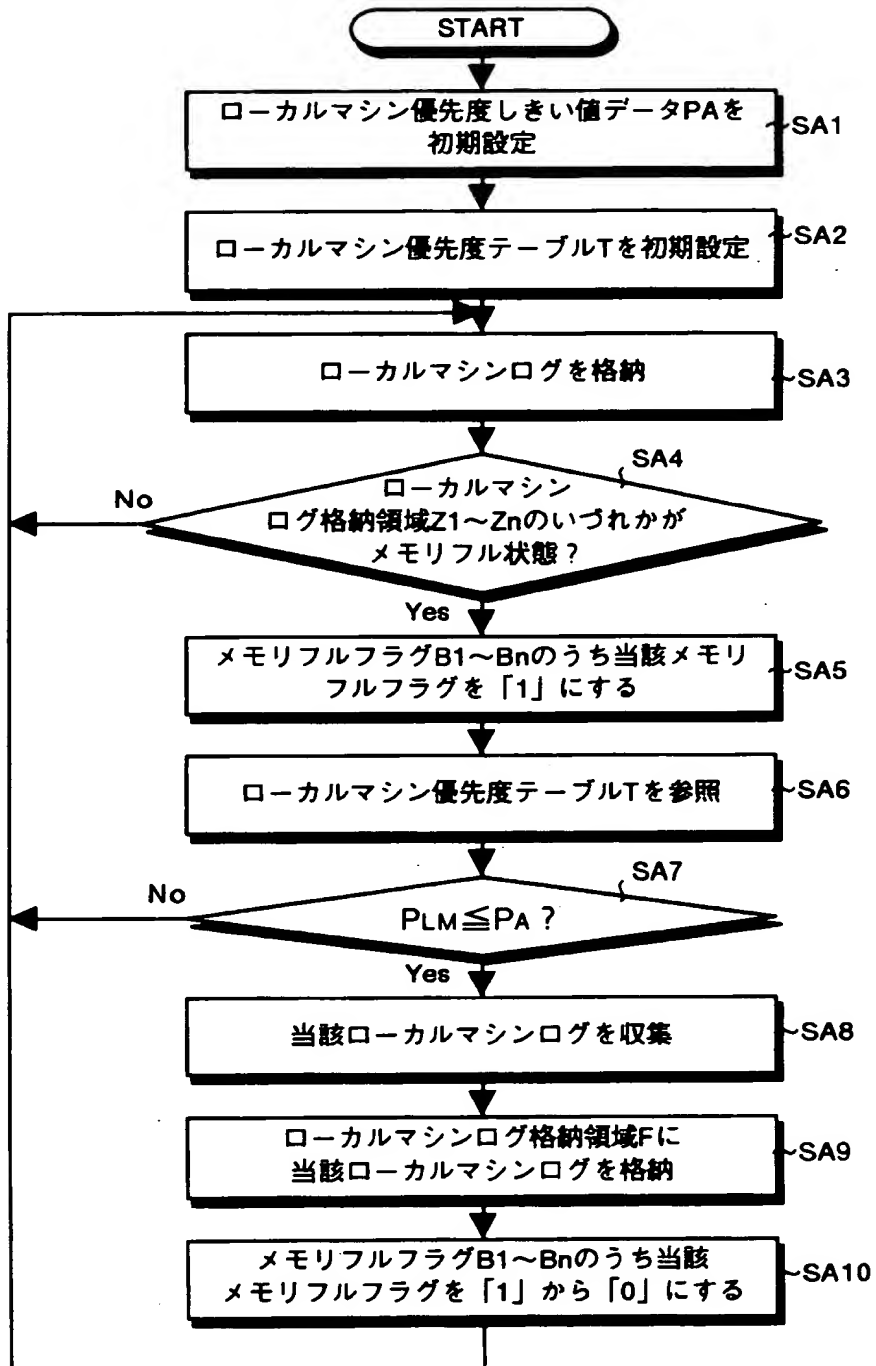 START
ローカルマシン優先度しきい値データPAを
初期設定
SA1
ローカルマシン優先度テーブルTを初期設定
SA2
ローカルマシンログを格納
SA3
SA4
ローカルマシン
ログ格納領域Z1～Znのいづれかが
メモリフル状態？
No
Yes
メモリフルフラグB1～Bnのうち当該メモリ
フルフラグを「1」にする
SA5
ローカルマシン優先度テーブルTを参照
SA6
SA7
PLM≦PA？
No
Yes
当該ローカルマシンログを収集
SA8
ローカルマシンログ格納領域Fに
当該ローカルマシンログを格納
SA9
メモリフルフラグB1～Bnのうち当該
メモリフルフラグを「1」から「0」にする
SA10